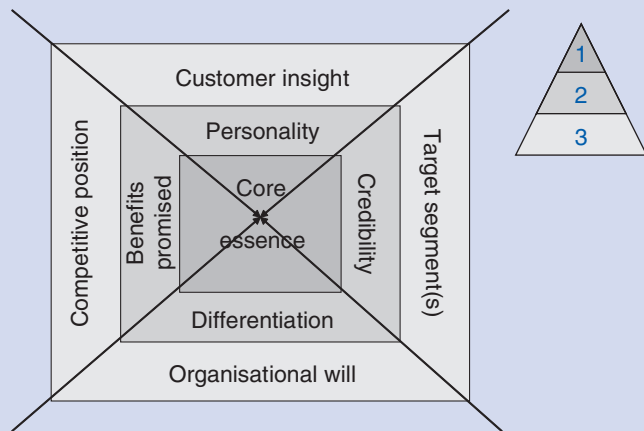 Customer insight
Personality
Core
essence
Benefits
promised
Competitive position
Credibility
Target segment(s)
Differentiation
Organisational will
1
2
3